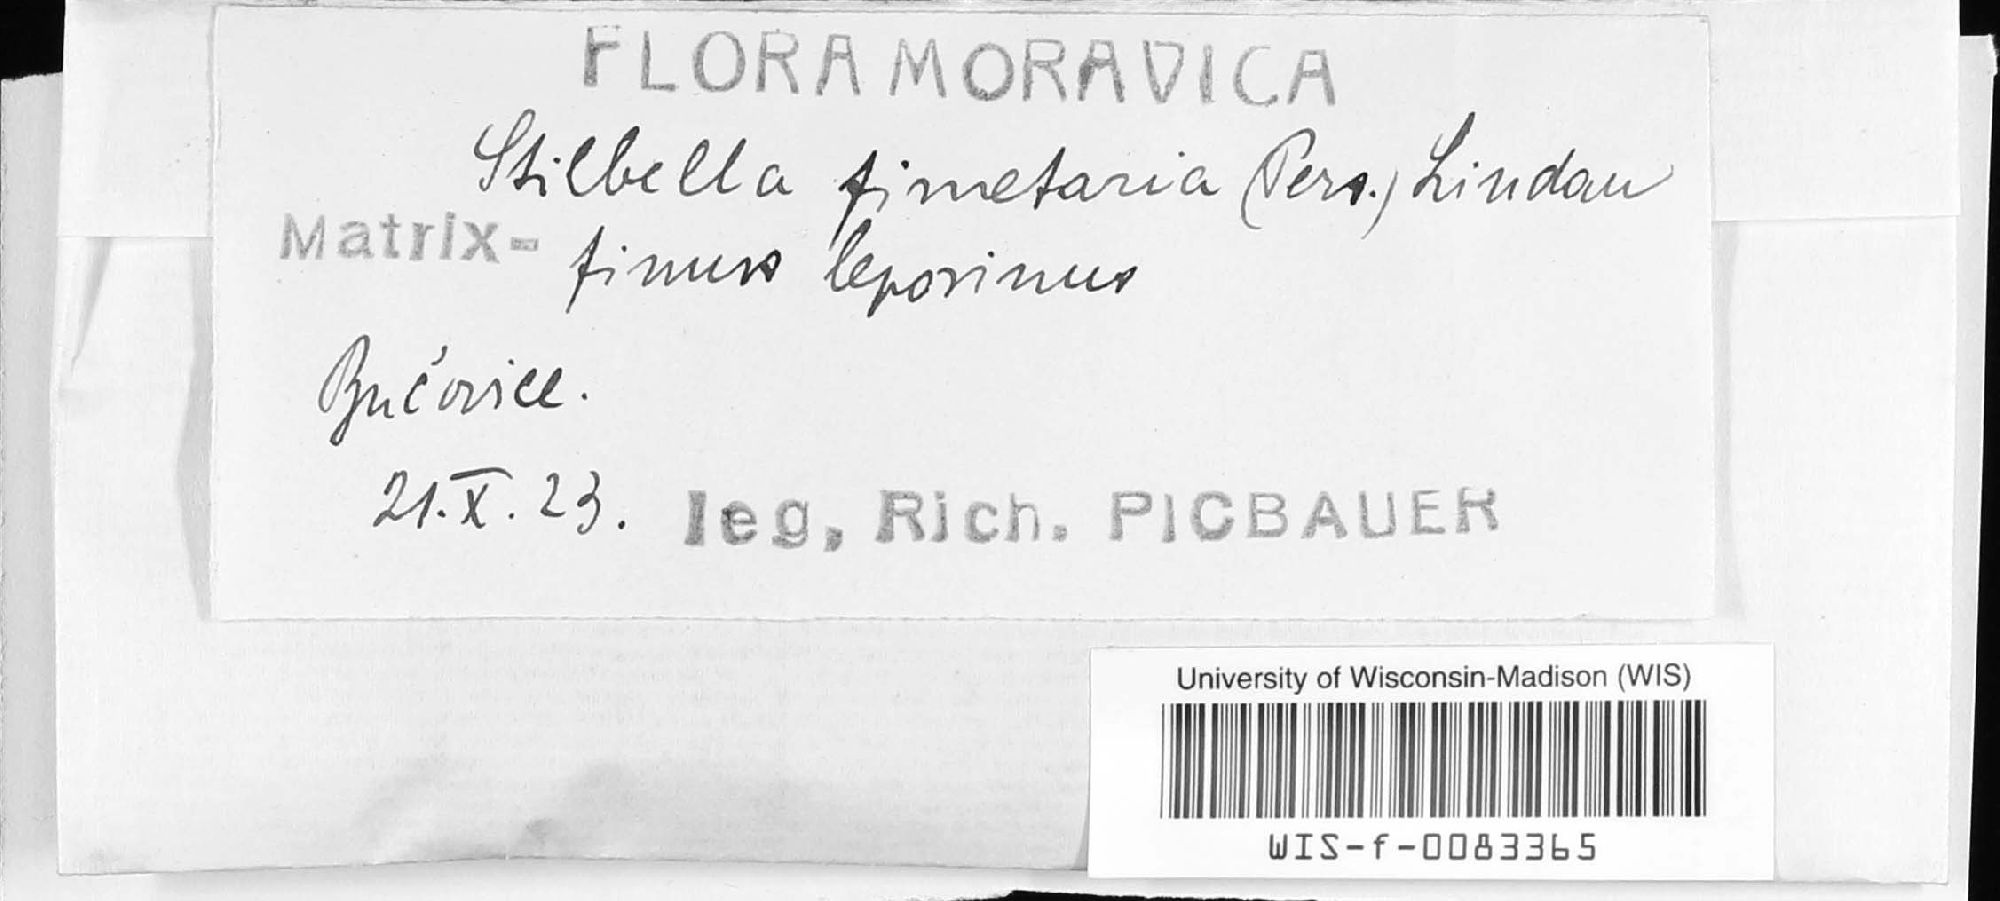 FLORA MORAVICA
Stilbella fimetaria (Pers.) Lindau
Matrix- fimus leporinus
Bučovice.
21.X.23. leg, Rich. PICBAUER
University of Wisconsin-Madison (WIS)
WIS-f-0083365